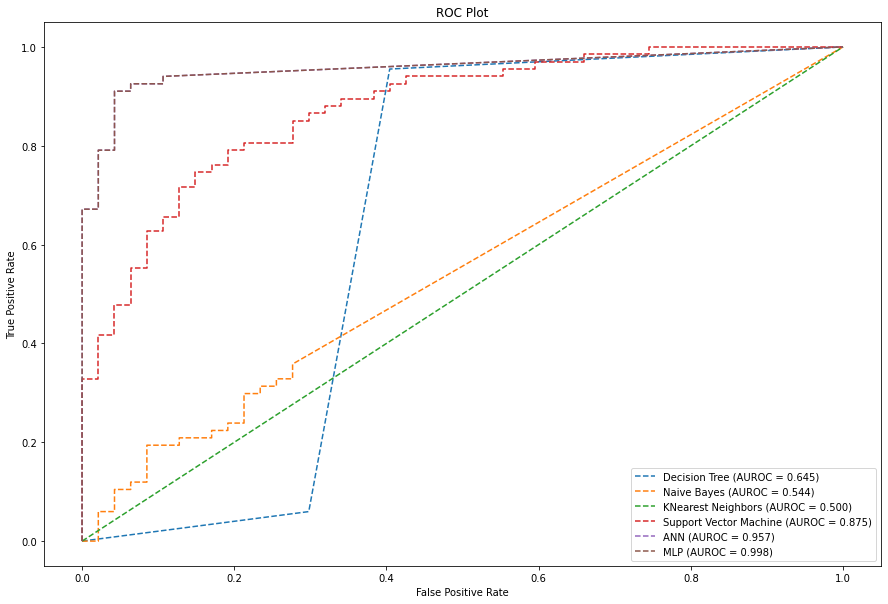 ROC Plot
1.0
0.8
0.6
0.4
0.2
0.0
True Positive Rate
Decision Tree (AUROC = 0.645)
Naive Bayes (AUROC = 0.544)
KNearest Neighbors (AUROC = 0.500)
Support Vector Machine (AUROC = 0.875)
ANN (AUROC = 0.957)
MLP (AUROC = 0.998)
0.0 0.2 0.4 0.6 0.8 1.0
False Positive Rate